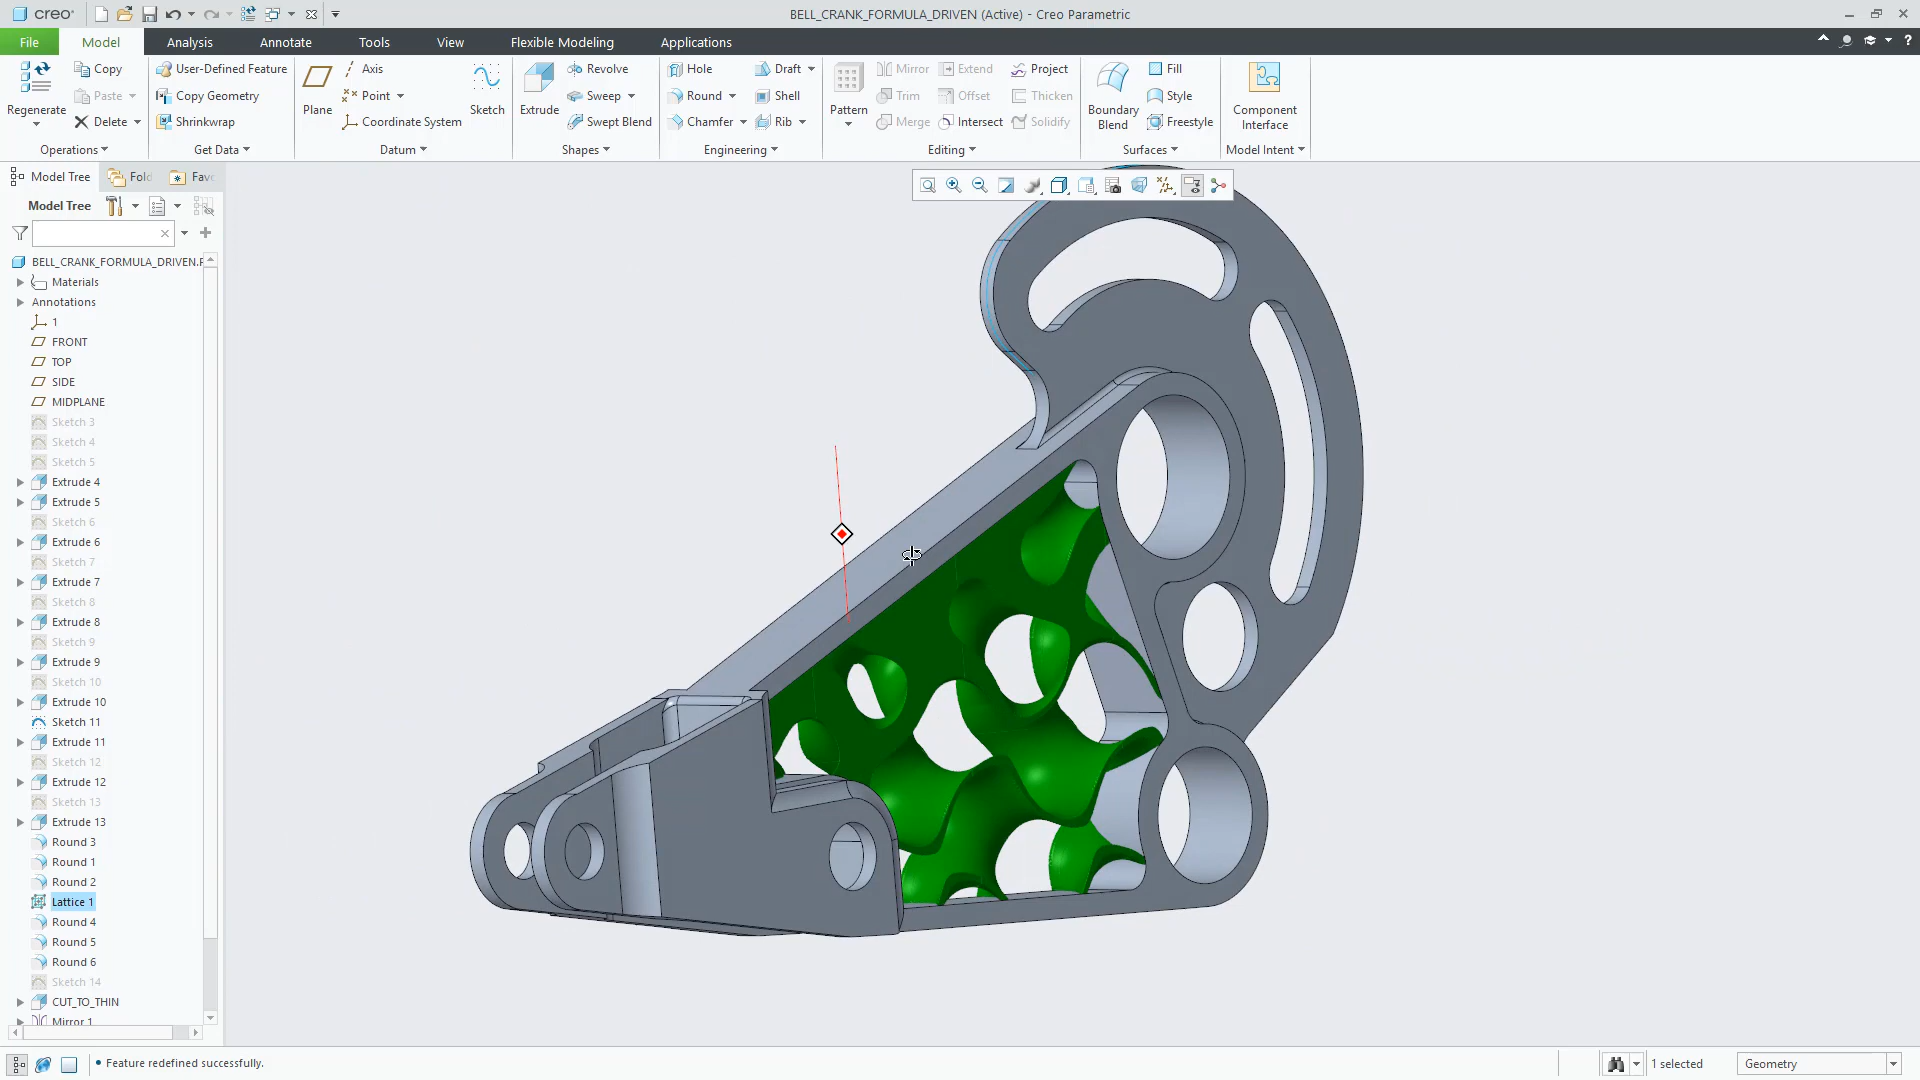 creo
BELL_CRANK_FORMULA_DRIVEN (Active) - Creo Parametric
File
Model
Analysis
Annotate
Tools
View
Flexible Modeling
Applications
Regenerate
Copy
Paste
Delete
Operations
User-Defined Feature
Copy Geometry
Shrinkwrap
Get Data
Plane
Axis
Point
Coordinate System
Sketch
Datum
Extrude
Revolve
Sweep
Swept Blend
Shapes
Hole
Round
Chamfer
Draft
Shell
Rib
Engineering
Pattern
Mirror
Trim
Merge
Extend
Offset
Intersect
Project
Thicken
Solidify
Editing
Boundary
Blend
Fill
Style
Freestyle
Surfaces
Component
Interface
Model Intent
Model Tree
Fold
Fav
Model Tree
BELL_CRANK_FORMULA_DRIVEN.F
Materials
Annotations
1
FRONT
TOP
SIDE
MIDPLANE
Sketch 3
Sketch 4
Sketch 5
Extrude 4
Extrude 5
Sketch 6
Extrude 6
Sketch 7
Extrude 7
Sketch 8
Extrude 8
Sketch 9
Extrude 9
Sketch 10
Extrude 10
Sketch 11
Extrude 11
Sketch 12
Extrude 12
Sketch 13
Extrude 13
Round 3
Round 1
Round 2
Lattice 1
Round 4
Round 5
Round 6
Sketch 14
CUT_TO_THIN
Mirror 1
• Feature redefined successfully.
1 selected
Geometry